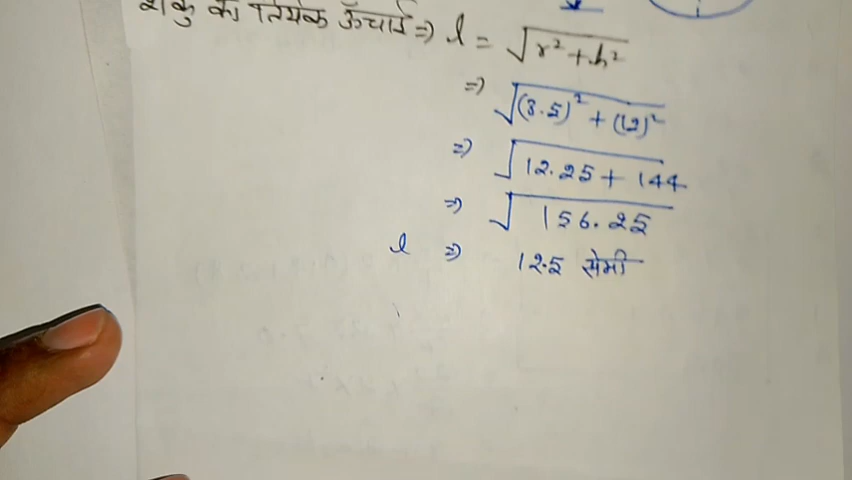 शंकु की तिर्यक ऊँचाई ⇒ l = √r² + h²
⇒ √(3.5)² + (12)²
⇒ √12.25 + 144
⇒ √156.25
l ⇒ 12.5 सेमी